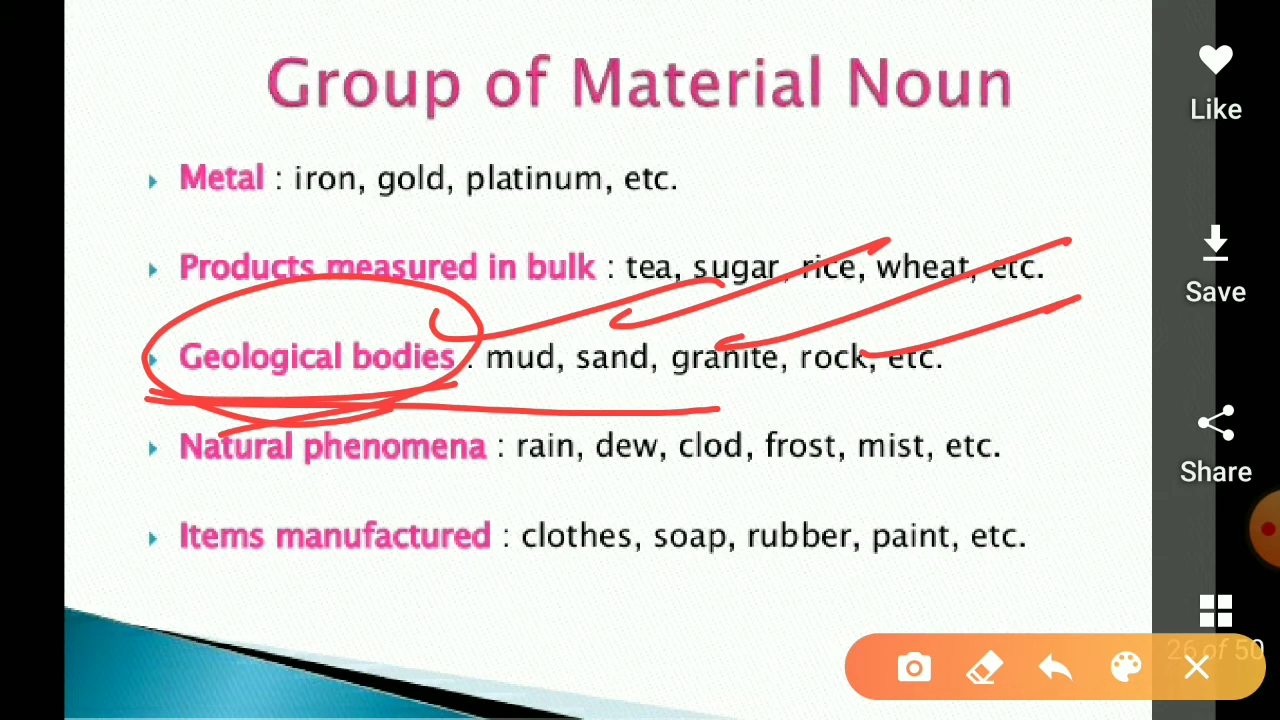 Group of Material Noun
Metal : iron, gold, platinum, etc.
Products measured in bulk : tea, sugar, rice, wheat, etc.
Geological bodies : mud, sand, granite, rock, etc.
Natural phenomena : rain, dew, clod, frost, mist, etc.
Items manufactured : clothes, soap, rubber, paint, etc.
Like
Save
Share
26 of 50